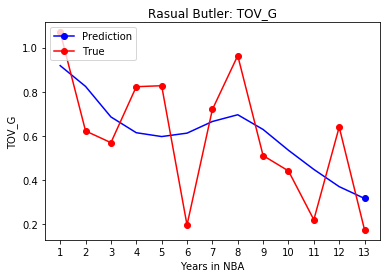 Rasual Butler: TOV_G
Prediction
True
1.0
0.8
0.6
0.4
0.2
TOV_G
1 2 3 4 5 6 7 8 9 10 11 12 13
Years in NBA